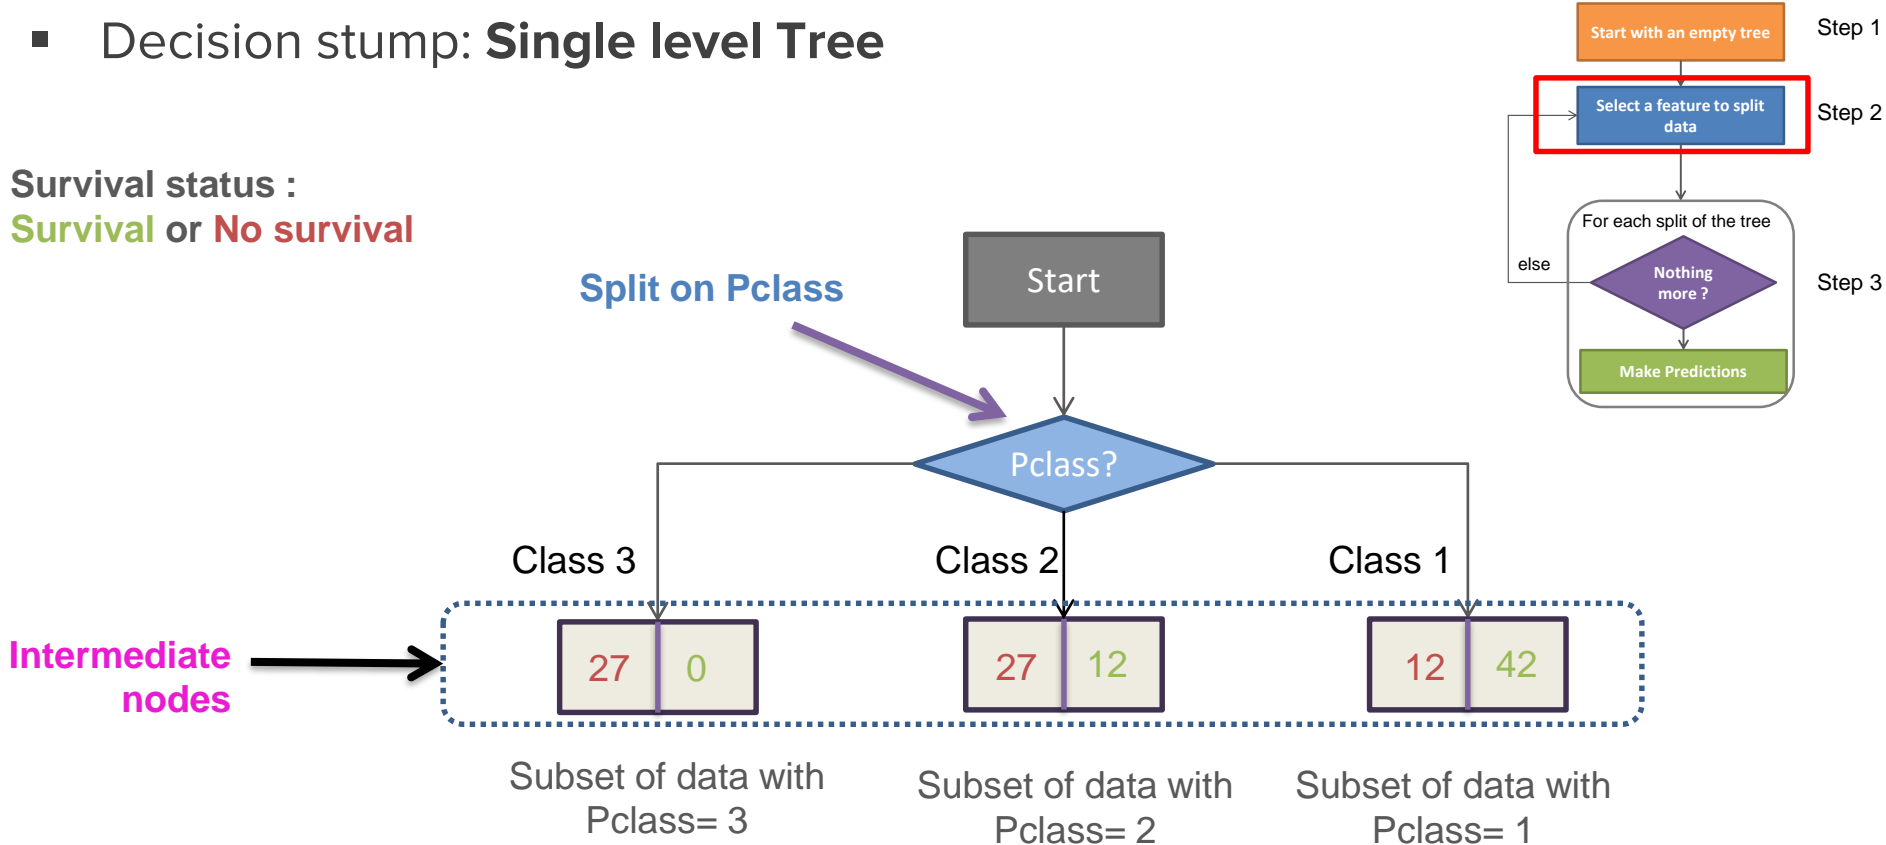 ▪ Decision stump: Single level Tree
Start with an empty tree
Step 1
Select a feature to split
data
Step 2
For each split of the tree
else
Nothing
more ?
Step 3
Make Predictions
Survival status :
Survival or No survival
Split on Pclass
Start
Pclass?
Class 3
Class 2
Class 1
Intermediate
nodes
27 0
27 12
12 42
Subset of data with
Pclass= 3
Subset of data with
Pclass= 2
Subset of data with
Pclass= 1